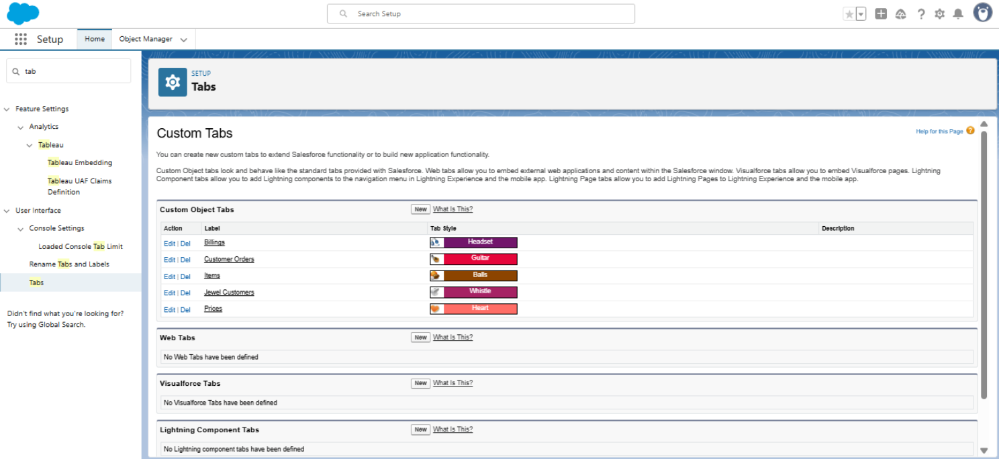 Search Setup
Setup
Home
Object Manager
tab
Feature Settings
Analytics
Tableau
Tableau Embedding
Tableau UAF Claims
Definition
User Interface
Console Settings
Loaded Console Tab Limit
Rename Tabs and Labels
Tabs
Didn't find what you're looking for?
Try using Global Search.
SETUP
Tabs
Custom Tabs
Help for this Page ?
You can create new custom tabs to extend Salesforce functionality or to build new application functionality.
Custom Object tabs look and behave like the standard tabs provided with Salesforce. Web tabs allow you to embed external web applications and content within the Salesforce window. Visualforce tabs allow you to embed Visualforce pages. Lightning
Component tabs allow you to add Lightning components to the navigation menu in Lightning Experience and the mobile app. Lightning Page tabs allow you to add Lightning Pages to Lightning Experience and the mobile app.
Custom Object Tabs New What Is This?
Action Label Tab Style Description
Edit | Del Billings Headset
Edit | Del Customer Orders Guitar
Edit | Del Items Balls
Edit | Del Jewel Customers Whistle
Edit | Del Prices Heart
Web Tabs New What Is This?
No Web Tabs have been defined
Visualforce Tabs New What Is This?
No Visualforce Tabs have been defined
Lightning Component Tabs New What Is This?
No Lightning component tabs have been defined